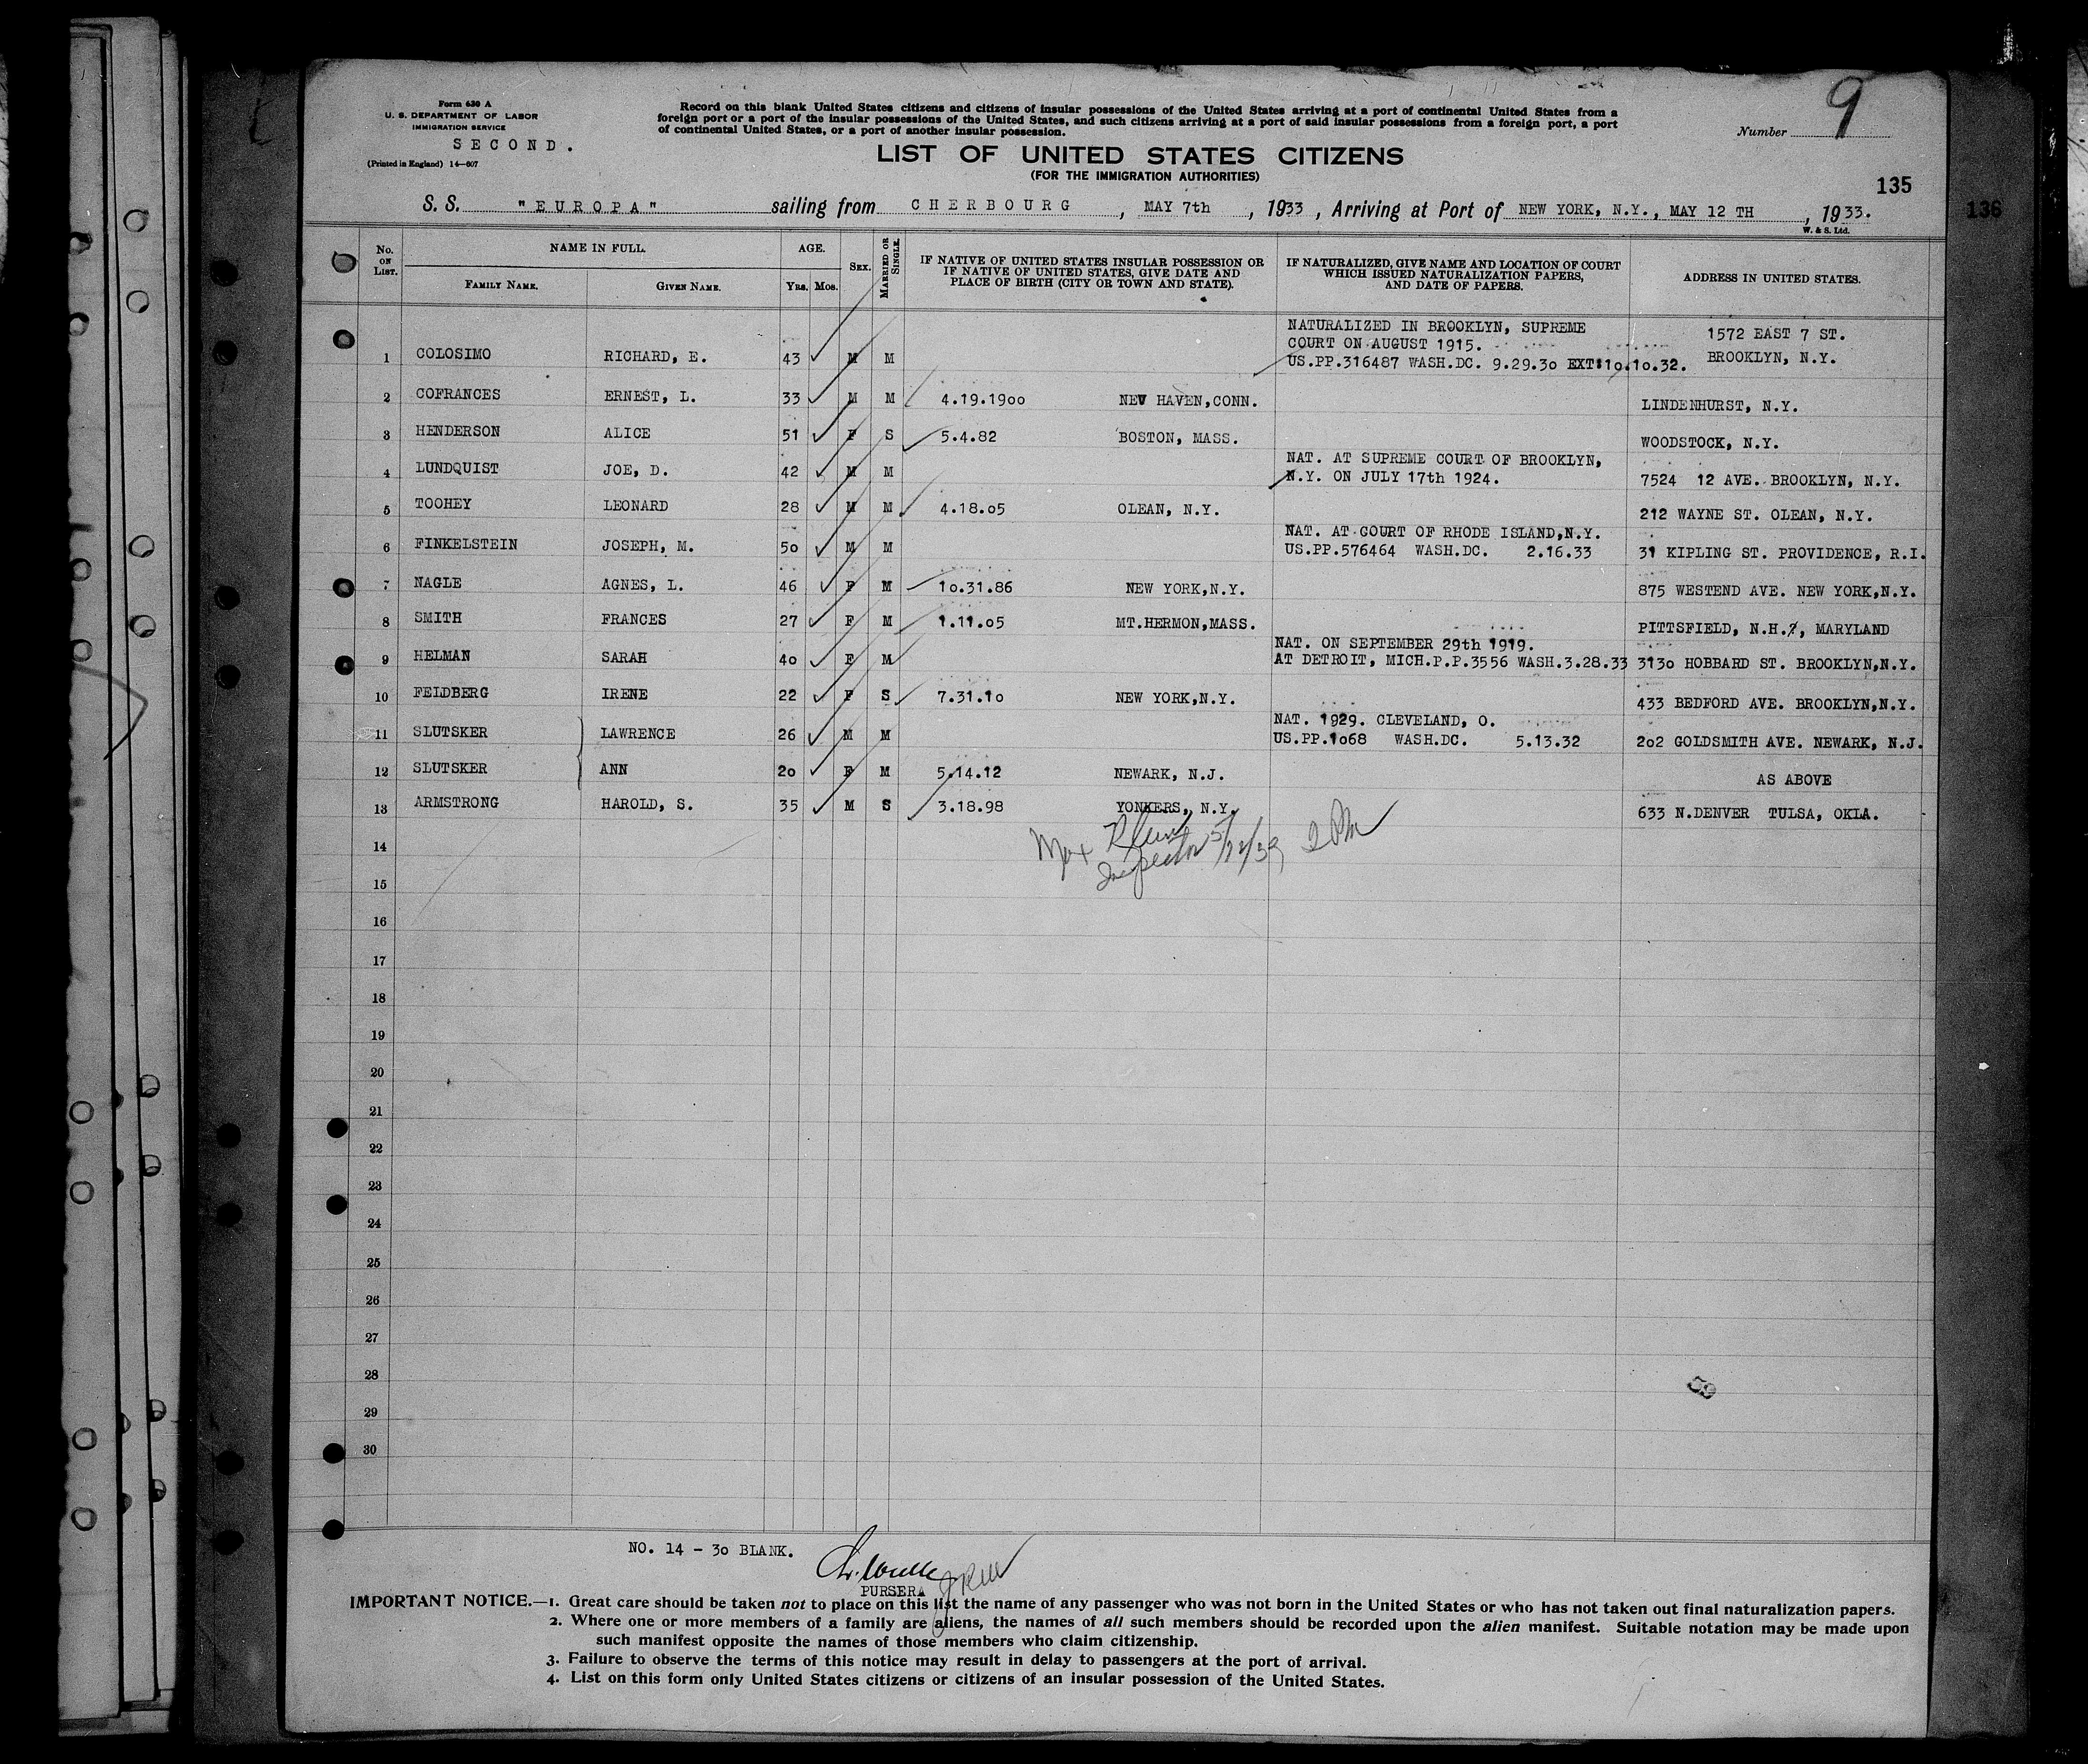 Form 630 A
U. S. DEPARTMENT OF LABOR
IMMIGRATION SERVICE
SECOND.
(Printed in England) 14—607
Record on this blank United States citizens and citizens of insular possessions of the United States arriving at a port of continental United States from a
foreign port or a port of the insular possessions of the United States, and such citizens arriving at a port of said insular possessions from a foreign port, a port
of continental United States, or a port of another insular possession.
Number 9
LIST OF UNITED STATES CITIZENS
(FOR THE IMMIGRATION AUTHORITIES)
135
136
S. S. "EUROPA" sailing from CHERBOURG, MAY 7th, 1933, Arriving at Port of NEW YORK, N.Y., MAY 12 TH, 1933.
W. & S. Ltd.
No. ON LIST. NAME IN FULL. FAMILY NAME. GIVEN NAME. AGE. YRS. MOS. SEX. MARRIED OR SINGLE. IF NATIVE OF UNITED STATES INSULAR POSSESSION OR IF NATIVE OF UNITED STATES, GIVE DATE AND PLACE OF BIRTH (CITY OR TOWN AND STATE). IF NATURALIZED, GIVE NAME AND LOCATION OF COURT WHICH ISSUED NATURALIZATION PAPERS, AND DATE OF PAPERS. ADDRESS IN UNITED STATES.
NATURALIZED IN BROOKLYN, SUPREME 1572 EAST 7 ST.
COURT ON AUGUST 1915.
1 COLOSIMO RICHARD, E. 43 M M US.PP.316487 WASH.DC. 9.29.30 EXT:10.10.32. BROOKLYN, N.Y.
2 COFRANCES ERNEST, L. 33 M M 4.19.1900 NEW HAVEN,CONN. LINDENHURST, N.Y.
3 HENDERSON ALICE 51 F S 5.4.82 BOSTON, MASS. WOODSTOCK, N.Y.
NAT. AT SUPREME COURT OF BROOKLYN,
4 LUNDQUIST JOE, D. 42 M M N.Y. ON JULY 17th 1924. 7524 12 AVE. BROOKLYN, N.Y.
5 TOOHEY LEONARD 28 M M 4.18.05 OLEAN, N.Y. 212 WAYNE ST. OLEAN, N.Y.
NAT. AT COURT OF RHODE ISLAND,N.Y.
6 FINKELSTEIN JOSEPH, M. 50 M M US.PP.576464 WASH.DC. 2.16.33 31 KIPLING ST. PROVIDENCE, R.I.
7 NAGLE AGNES, L. 46 F M 10.31.86 NEW YORK,N.Y. 875 WESTEND AVE. NEW YORK,N.Y.
8 SMITH FRANCES 27 F M 1.11.05 MT.HERMON,MASS. PITTSFIELD, N.H., MARYLAND
NAT. ON SEPTEMBER 29th 1919.
9 HELMAN SARAH 40 F M AT DETROIT, MICH.P.P.3556 WASH.3.28.33 3130 HOBBARD ST. BROOKLYN,N.Y.
10 FELDBERG IRENE 22 F S 7.31.10 NEW YORK,N.Y. 433 BEDFORD AVE. BROOKLYN,N.Y.
NAT. 1929. CLEVELAND, O.
11 SLUTSKER LAWRENCE 26 M M US.PP.1068 WASH.DC. 5.13.32 202 GOLDSMITH AVE. NEWARK, N.J.
12 SLUTSKER ANN 20 F M 5.14.12 NEWARK, N.J. AS ABOVE
13 ARMSTRONG HAROLD, S. 35 M S 3.18.98 YONKERS, N.Y. 633 N.DENVER TULSA, OKLA.
Max
Inspector 2 PM
14
15
16
17
18
19
20
21
22
23
24
25
26
27
28
29
30
NO. 14 - 30 BLANK.
PURSER
IMPORTANT NOTICE.—1. Great care should be taken not to place on this list the name of any passenger who was not born in the United States or who has not taken out final naturalization papers.
2. Where one or more members of a family are aliens, the names of all such members should be recorded upon the alien manifest. Suitable notation may be made upon
such manifest opposite the names of those members who claim citizenship.
3. Failure to observe the terms of this notice may result in delay to passengers at the port of arrival.
4. List on this form only United States citizens or citizens of an insular possession of the United States.